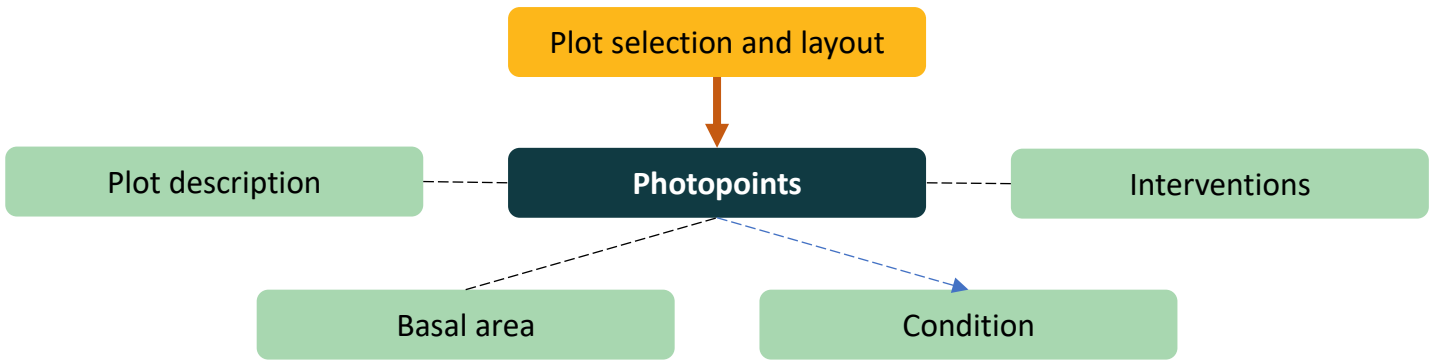 Plot selection and layout
Plot description
Photopoints
Interventions
Basal area
Condition